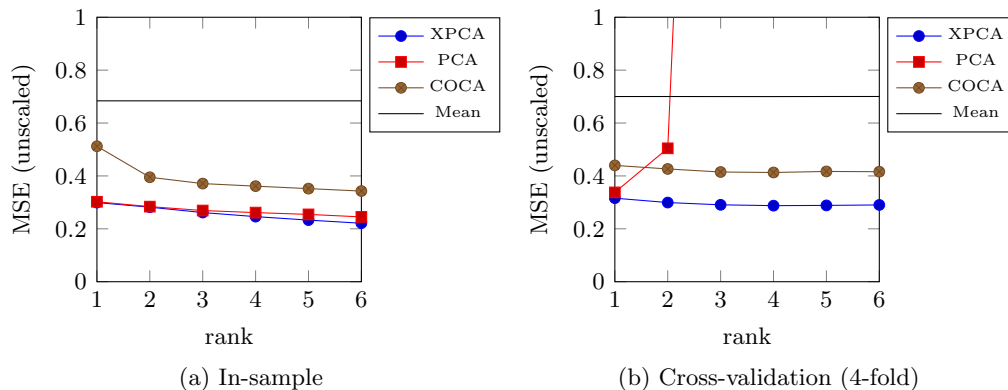 1
0.8
0.6
0.4
0.2
0
MSE (unscaled)
1 2 3 4 5 6
rank
XPCA
PCA
COCA
Mean
(a) In-sample
1
0.8
0.6
0.4
0.2
0
MSE (unscaled)
1 2 3 4 5 6
rank
XPCA
PCA
COCA
Mean
(b) Cross-validation (4-fold)